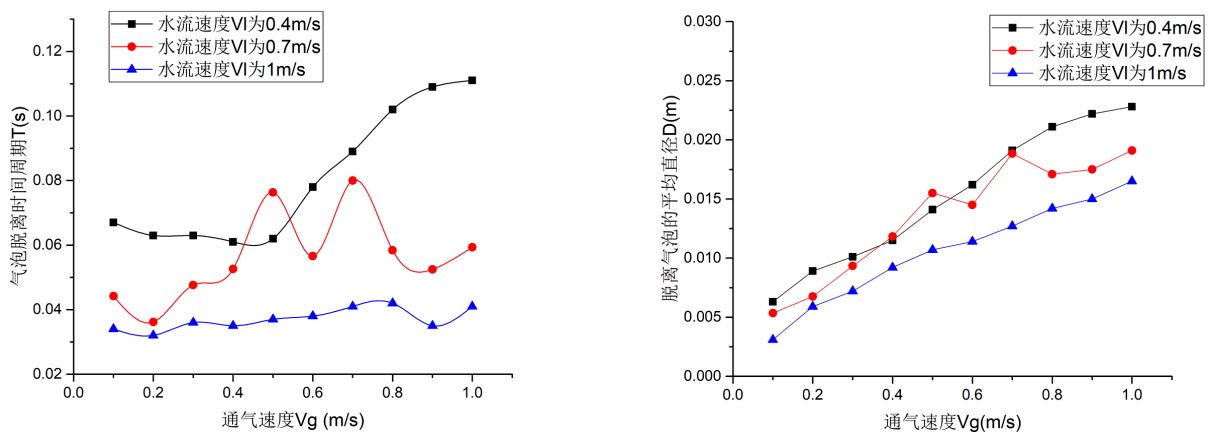 水流速度Vl为0.4m/s
水流速度Vl为0.7m/s
水流速度Vl为1m/s
气泡脱离时间周期T(s)
0.12
0.10
0.08
0.06
0.04
0.02
0.0
0.2
0.4
0.6
0.8
1.0
通气速度Vg (m/s)
水流速度Vl为0.4m/s
水流速度Vl为0.7m/s
水流速度Vl为1m/s
脱离气泡的平均直径D(m)
0.030
0.025
0.020
0.015
0.010
0.005
0.000
0.0
0.2
0.4
0.6
0.8
1.0
通气速度Vg(m/s)